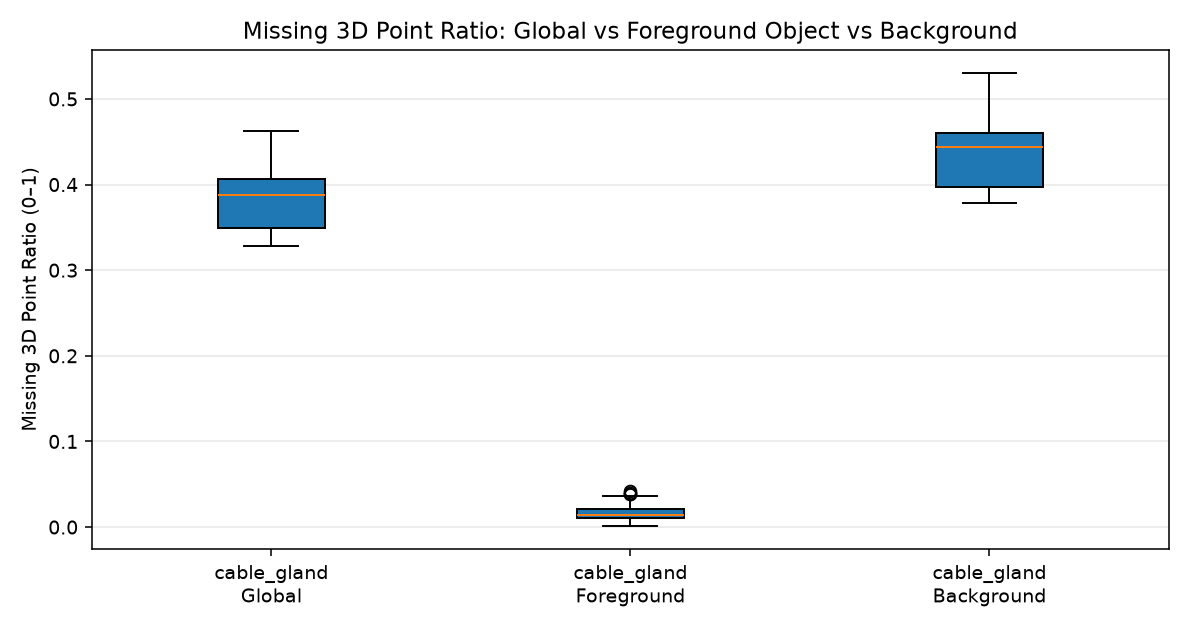 Missing 3D Point Ratio: Global vs Foreground Object vs Background
Missing 3D Point Ratio (0–1)
0.5
0.4
0.3
0.2
0.1
0.0
cable_gland
Global
cable_gland
Foreground
cable_gland
Background